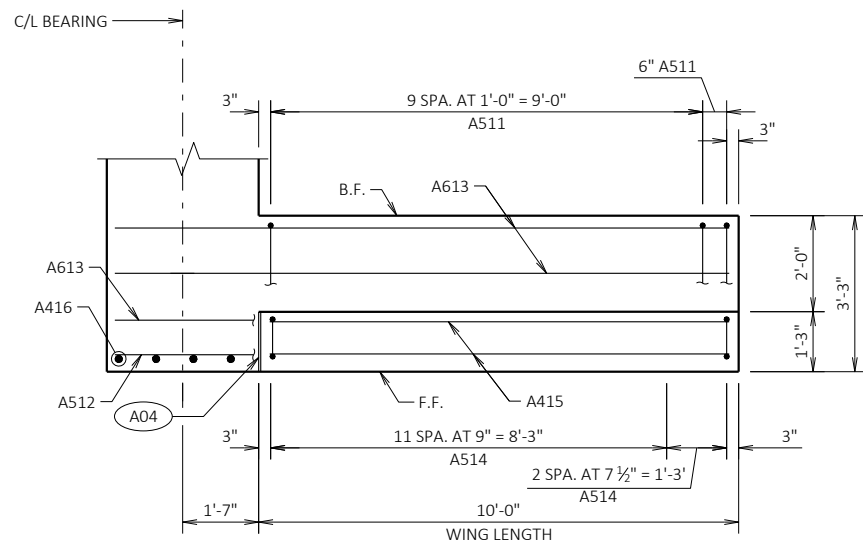 C/L BEARING
6" A511
3"
9 SPA. AT 1'-0" = 9'-0"
A511
3"
B.F.
A613
A613
A416
2'-0"
3'-3"
1'-3"
A512
A04
F.F.
A415
3"
11 SPA. AT 9" = 8'-3"
A514
3"
2 SPA. AT 7 ½" = 1'-3'
A514
1'-7"
10'-0"
WING LENGTH